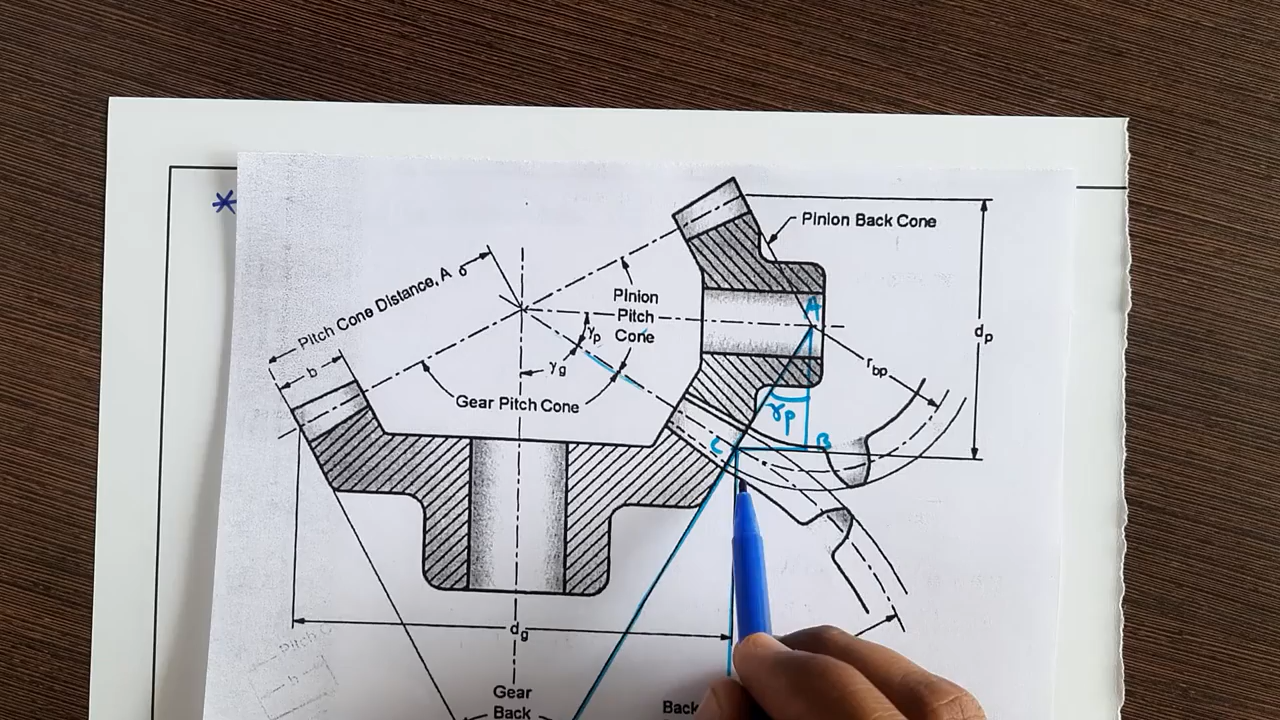 *
Pinion Back Cone
Pitch Cone Distance, A o
b
Pinion
Pitch
Cone
γp
γg
Gear Pitch Cone
A
dp
rbp
γp
B
C
dg
Pitch C
b
Gear
Back
Back